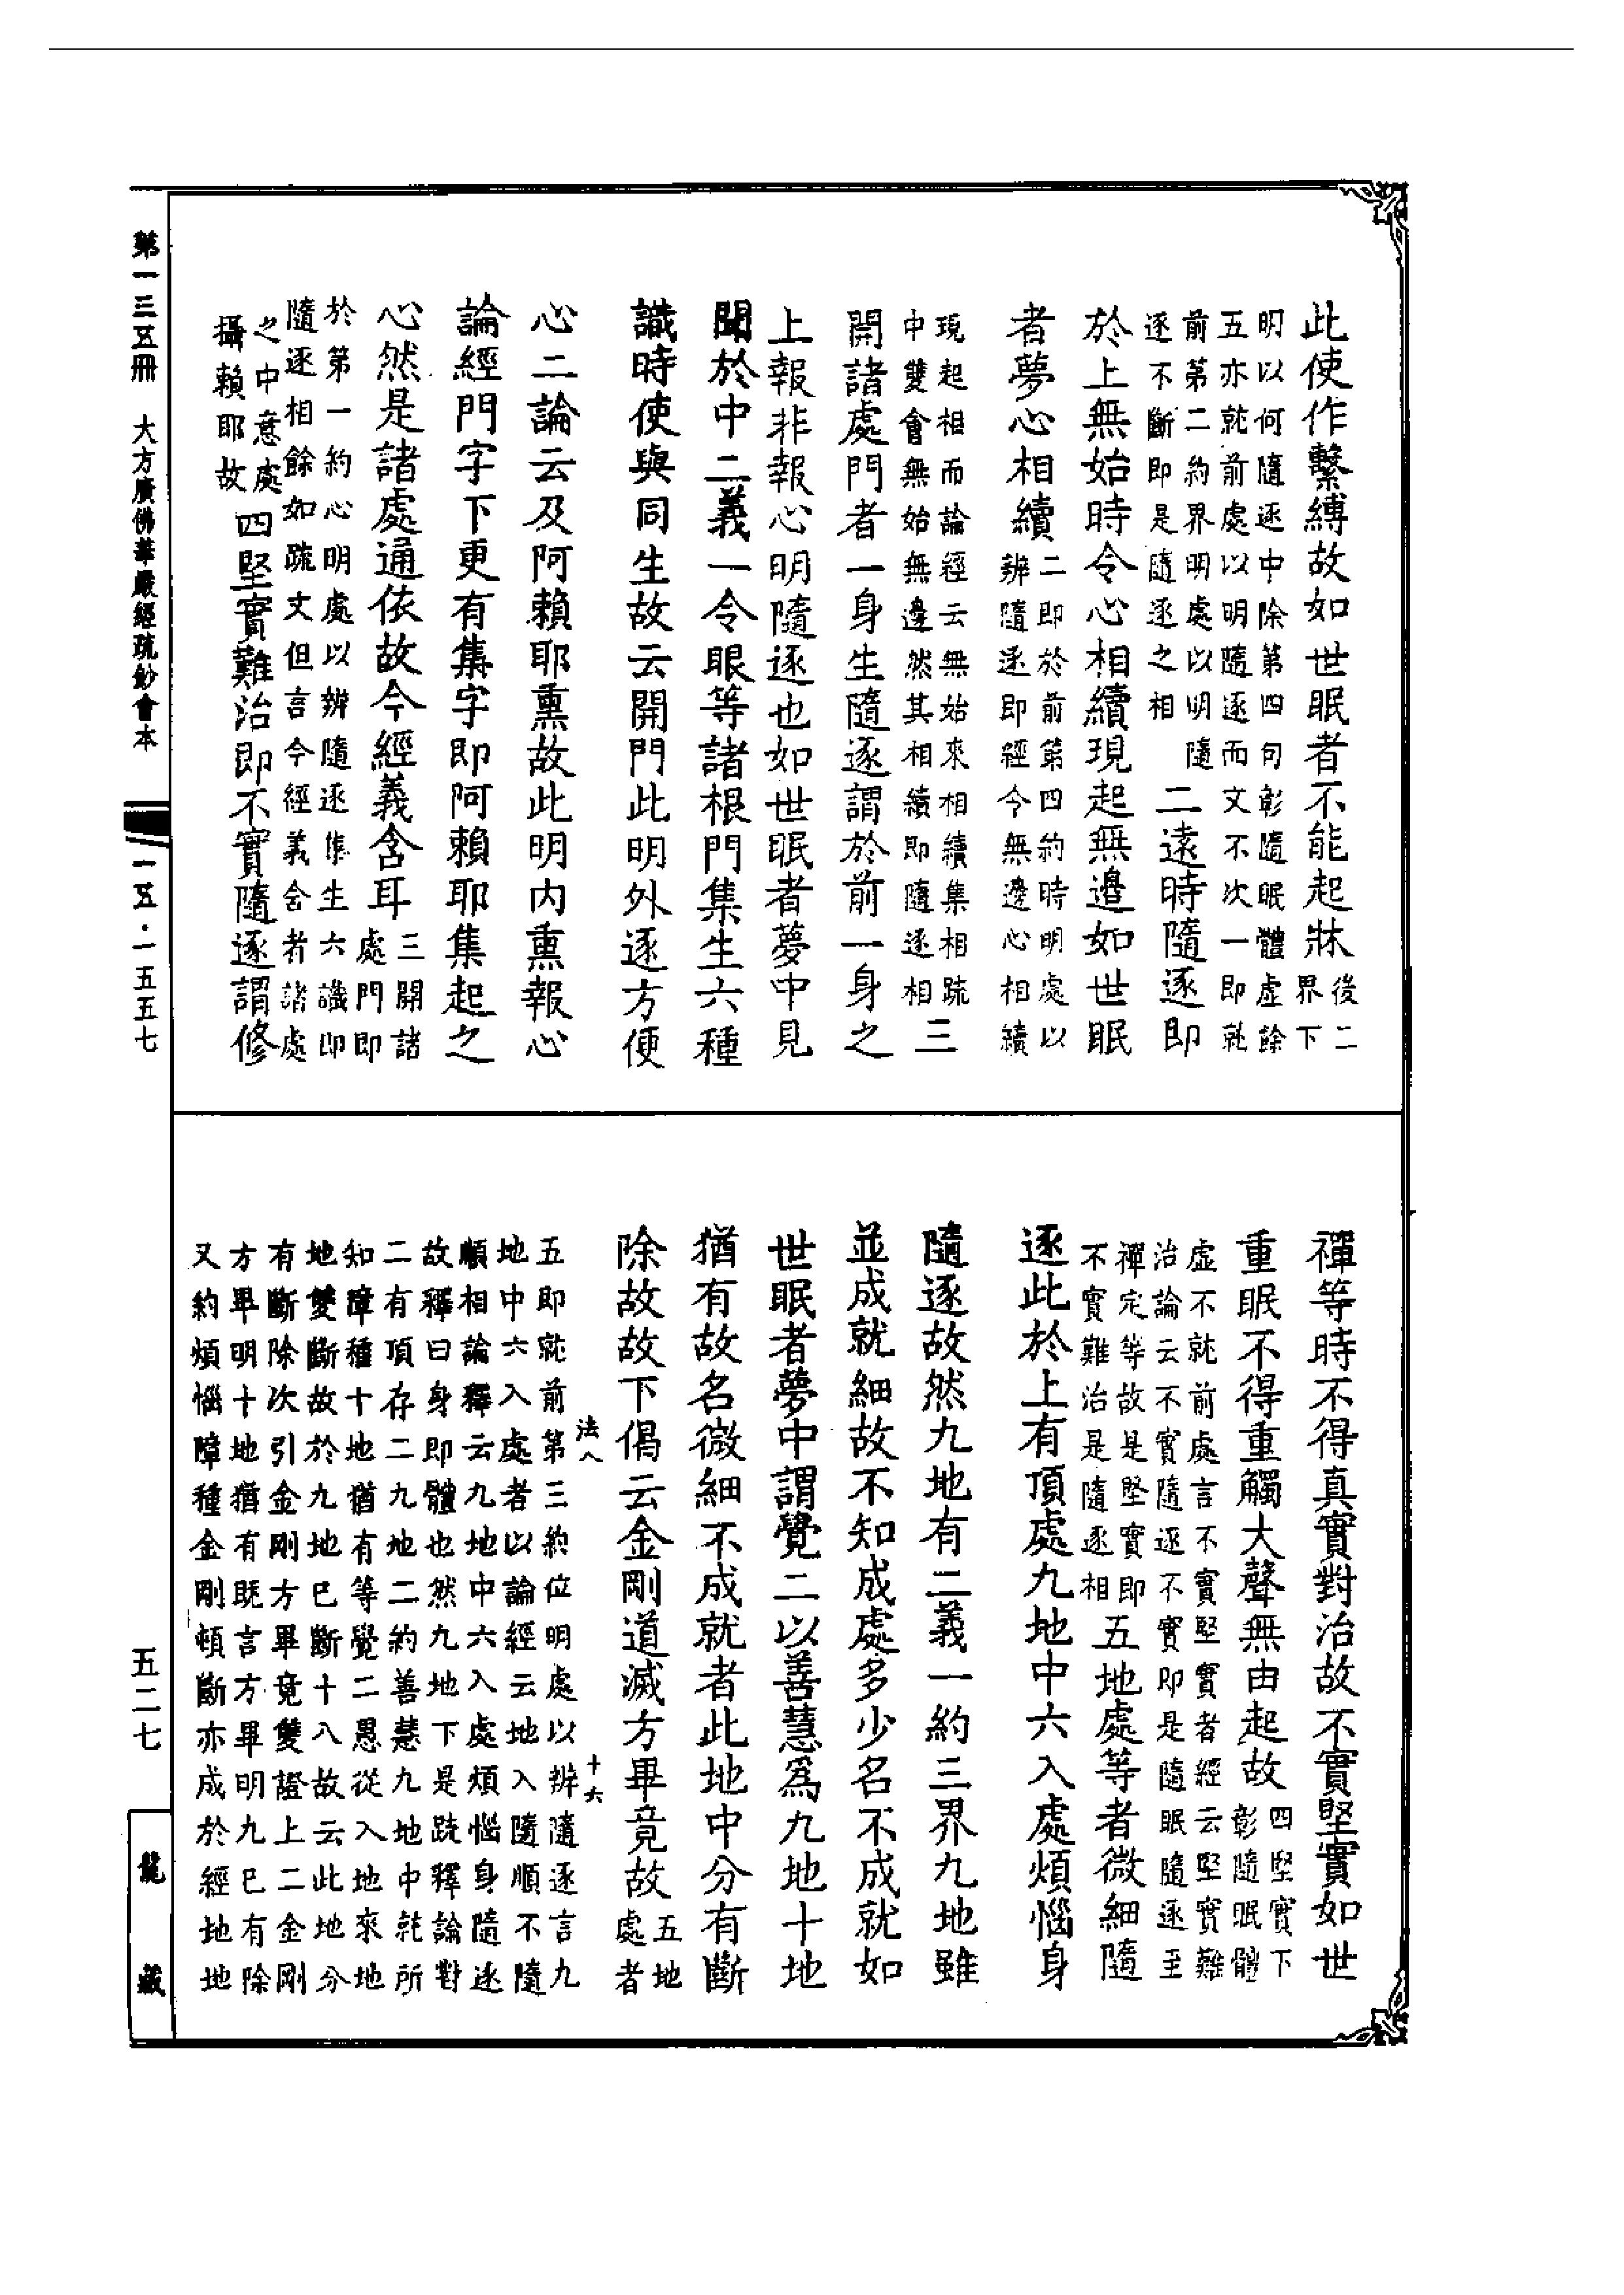 此使作繫縛故如世眠者不能起牀後二界下
明以何隨逐中除第四句彰隨眠體虛餘
五亦就前處以明隨逐而文不次一即就
前第二約界明處以明隨
逐不斷即是隨逐之相二遠時隨逐即
於上無始時令心相續現起無邊如世眠
者夢心相續二即於前第四約時明處以辨隨逐即經今無邊心相續
現起相而論經云無始來相續集相疏
中雙會無始無邊然其相續即隨逐相三
開諸處門者一身生隨逐謂於前一身之
上報非報心明隨逐也如世眠者夢中見
聞於中二義一令眼等諸根門集生六種
識時使與同生故云開門此明外逐方便
心二論云及阿賴耶熏故此明內熏報心
論經門字下更有集字即阿賴耶集起之
心然是諸處通依故今經義含耳三開諸處門即
於第一約心明處以辨隨逐集生六識即
隨逐相餘如疏文但言今經義含者諸處
之中意處
攝賴耶故四堅實難治即不實隨逐謂修
禪等時不得真實對治故不實堅實如世
重眠不得重觸大聲無由起故四堅實下彰隨眠體
虛不就前處言不實堅實者經云堅實難
治論云不實隨逐不實即是隨眠隨逐至
禪定等故是堅實即
不實難治是隨逐相五地處等者微細隨
逐此於上有頂處九地中六入處煩惱身
隨逐故然九地有二義一約三界九地雖
並成就細故不知成處多少名不成就如
世眠者夢中謂覺二以善慧為九地十地
猶有故名微細不成就者此地中分有斷
除故故下偈云金剛道滅方畢竟故五地處者
法八
十六
五即就前第三約位明處以辨隨逐言九
地中六入處者以論經云地入隨順不隨
順相論釋云九地中六入處煩惱身隨逐
故釋曰身即體也然九地下是疏釋論對
二有頂存二九地二約善慧九地中就所
知障種十地猶有等覺二愚從入地來地
地雙斷故於九地已斷十八故云此地分
有斷除次引金剛方畢竟雙證上二金剛
方畢明十地猶有既言方畢明九已有除
又約煩惱障種金剛頓斷亦成於經地地
第一三五冊　大方廣佛華嚴經疏鈔會本
一五·一五五七
五二七
龍藏